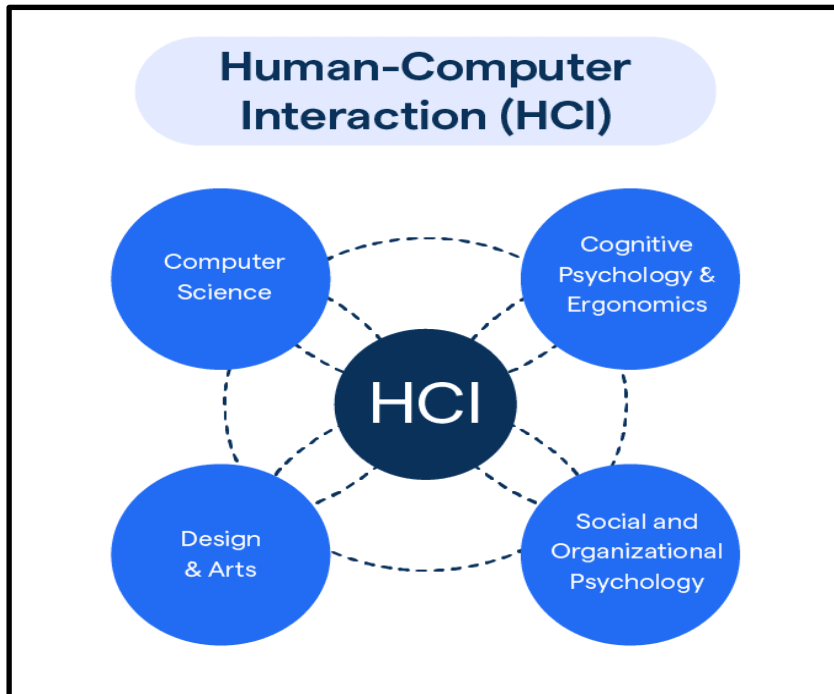 Human-Computer
Interaction (HCI)
Computer
Science
Cognitive
Psychology &
Ergonomics
HCI
Design
& Arts
Social and
Organizational
Psychology